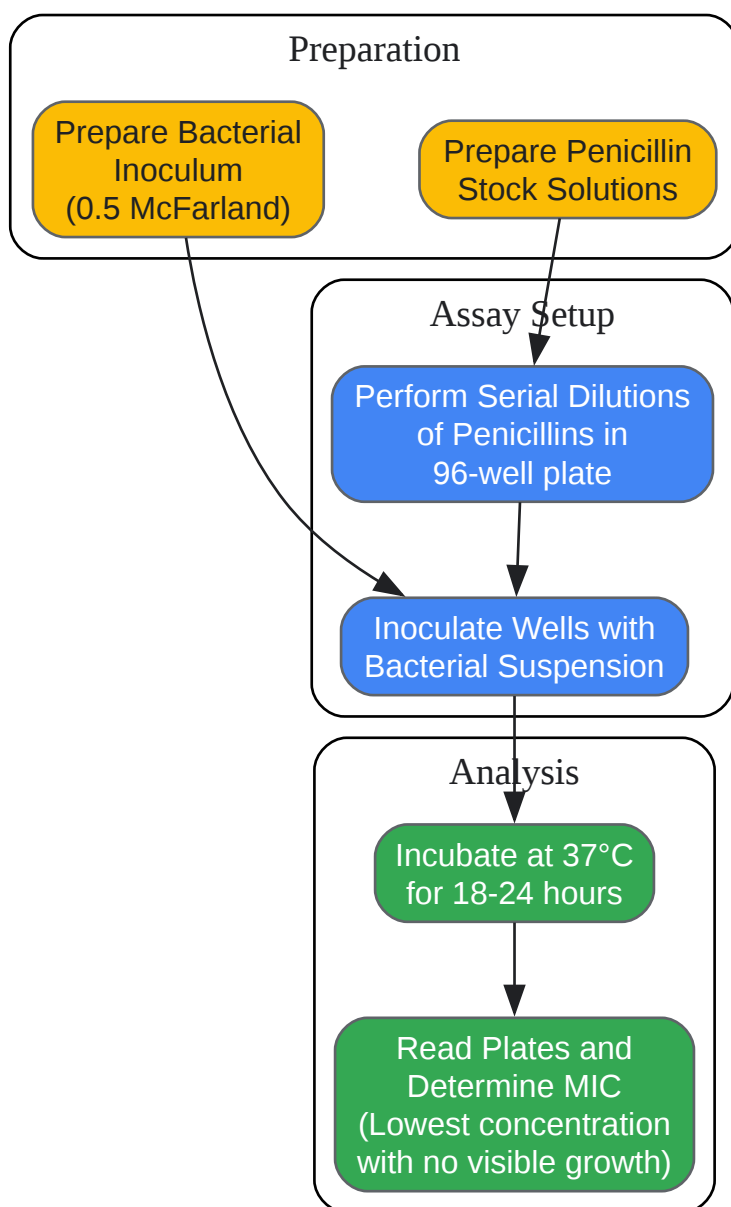 Preparation
Prepare Bacterial
Inoculum
(0.5 McFarland)
Prepare Penicillin
Stock Solutions
Assay Setup
Perform Serial Dilutions
of Penicillins in
96-well plate
Inoculate Wells with
Bacterial Suspension
Analysis
Incubate at 37°C
for 18-24 hours
Read Plates and
Determine MIC
(Lowest concentration
with no visible growth)